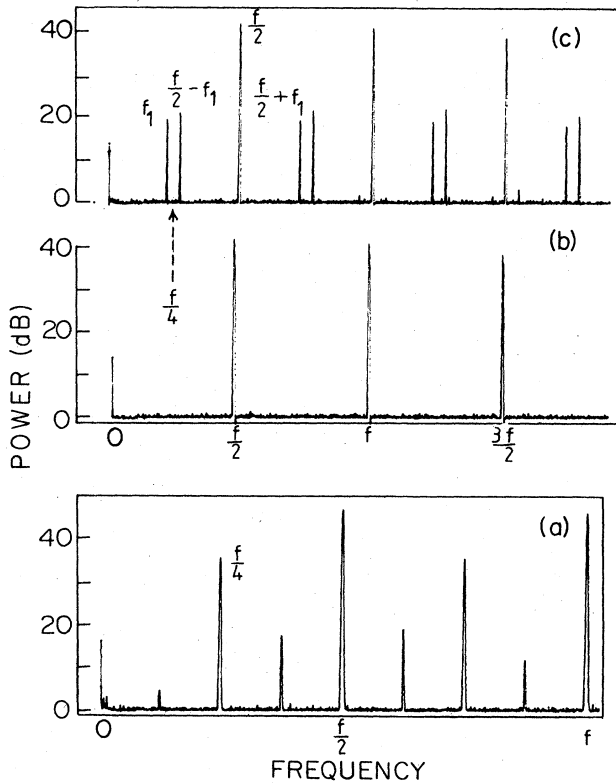 40
20
0
(c)
f/2
f₁
f/2 - f₁
f/2 + f₁
f/4
40
20
0
(b)
0
f/2
f
3f/2
POWER (dB)
40
20
0
(a)
f/4
0
f/2
f
FREQUENCY